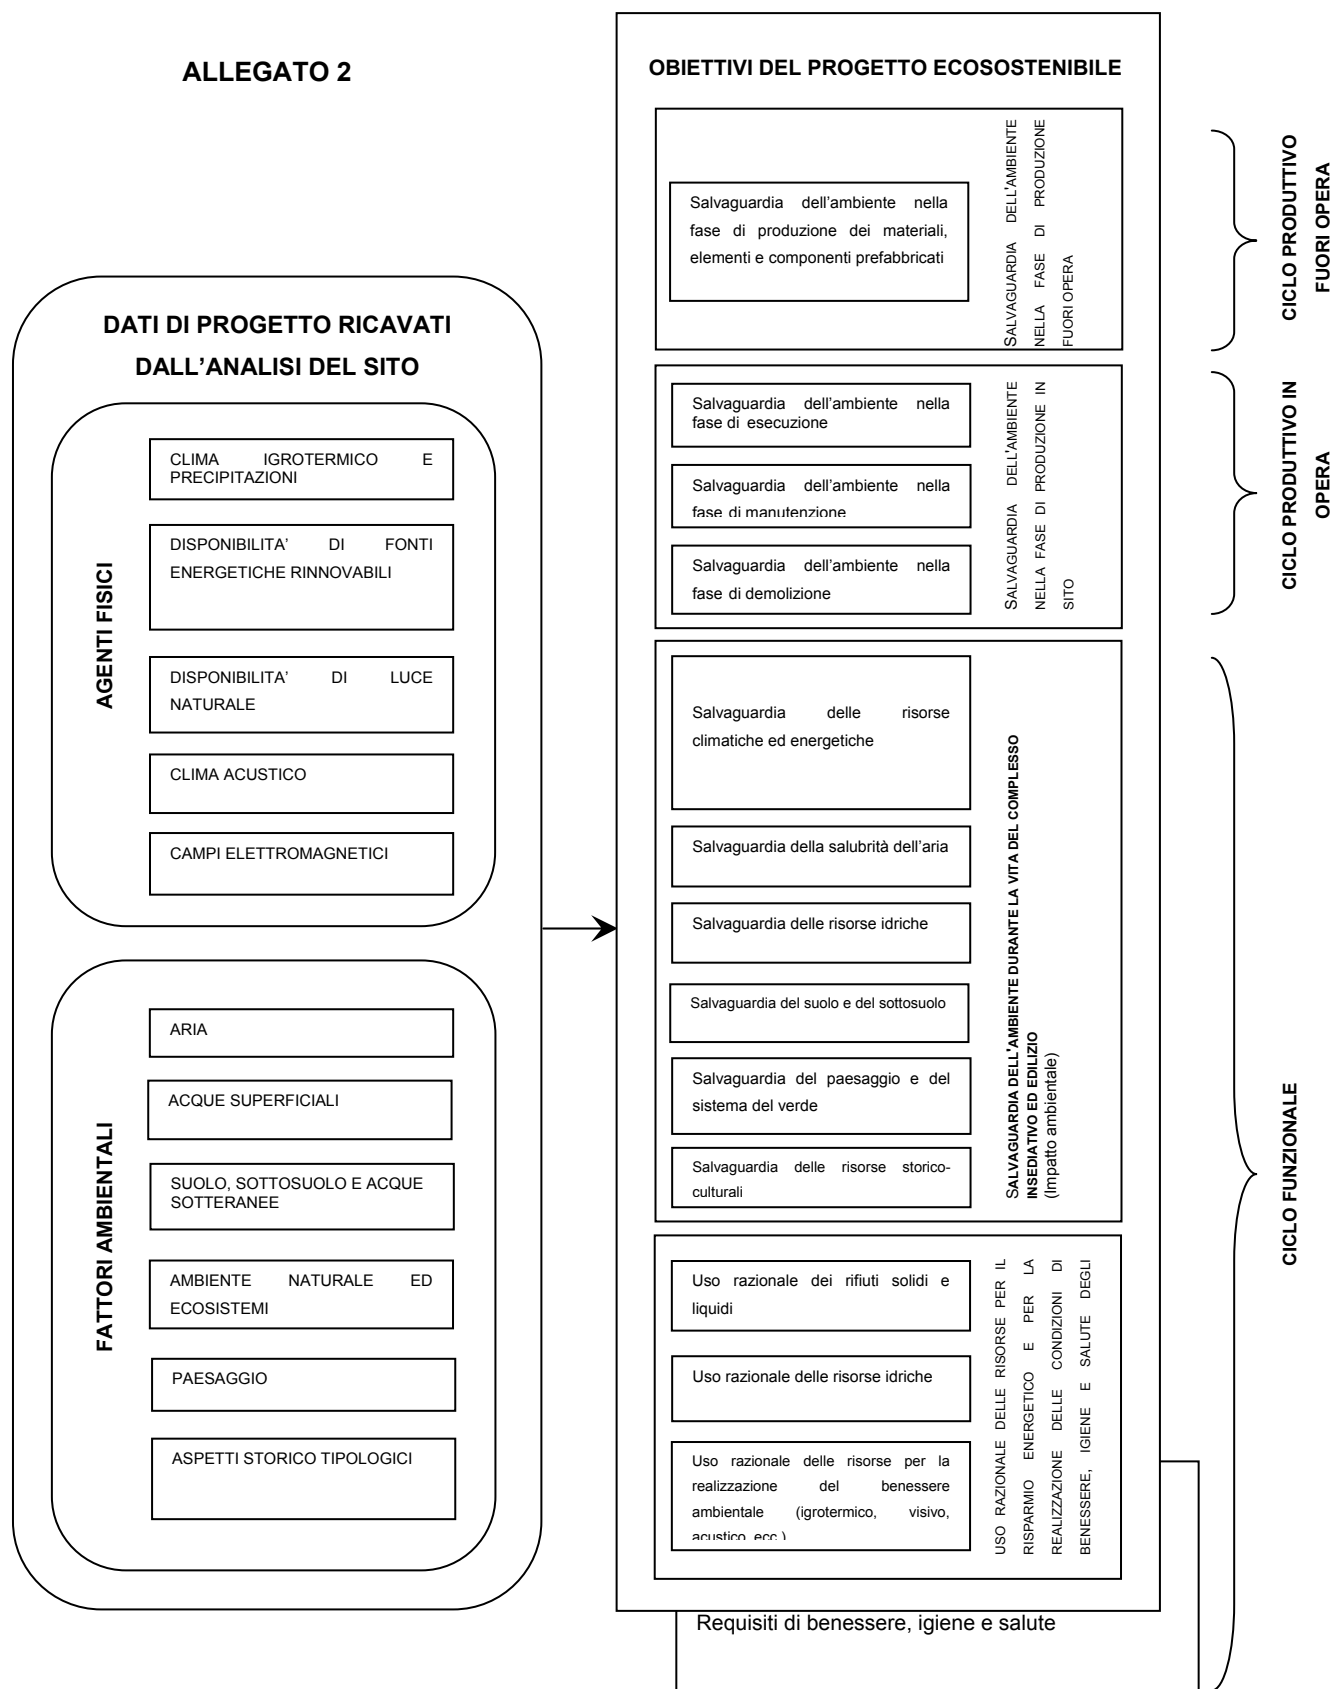 ALLEGATO 2
DATI DI PROGETTO RICAVATI
DALL’ANALISI DEL SITO
AGENTI FISICI
CLIMA IGROTERMICO E
PRECIPITAZIONI
DISPONIBILITA’ DI FONTI
ENERGETICHE RINNOVABILI
DISPONIBILITA’ DI LUCE
NATURALE
CLIMA ACUSTICO
CAMPI ELETTROMAGNETICI
FATTORI AMBIENTALI
ARIA
ACQUE SUPERFICIALI
SUOLO, SOTTOSUOLO E ACQUE
SOTTERANEE
AMBIENTE NATURALE ED
ECOSISTEMI
PAESAGGIO
ASPETTI STORICO TIPOLOGICI
OBIETTIVI DEL PROGETTO ECOSOSTENIBILE
Salvaguardia dell’ambiente nella
fase di produzione dei materiali,
elementi e componenti prefabbricati
SALVAGUARDIA DELL’AMBIENTE
NELLA FASE DI PRODUZIONE
FUORI OPERA
Salvaguardia dell’ambiente nella
fase di esecuzione
Salvaguardia dell’ambiente nella
fase di manutenzione
Salvaguardia dell’ambiente nella
fase di demolizione
SALVAGUARDIA DELL’AMBIENTE
NELLA FASE DI PRODUZIONE IN
SITO
Salvaguardia delle risorse
climatiche ed energetiche
Salvaguardia della salubrità dell’aria
Salvaguardia delle risorse idriche
Salvaguardia del suolo e del sottosuolo
Salvaguardia del paesaggio e del
sistema del verde
Salvaguardia delle risorse storico-
culturali
SALVAGUARDIA DELL’AMBIENTE DURANTE LA VITA DEL COMPLESSO
INSEDIATIVO ED EDILIZIO
(Impatto ambientale)
Uso razionale dei rifiuti solidi e
liquidi
Uso razionale delle risorse idriche
Uso razionale delle risorse per la
realizzazione del benessere
ambientale (igrotermico, visivo,
acustico, ecc.)
USO RAZIONALE DELLE RISORSE PER IL
RISPARMIO ENERGETICO E PER LA
REALIZZAZIONE DELLE CONDIZIONI DI
BENESSERE, IGIENE E SALUTE DEGLI
CICLO PRODUTTIVO
FUORI OPERA
CICLO PRODUTTIVO IN
OPERA
CICLO FUNZIONALE
Requisiti di benessere, igiene e salute